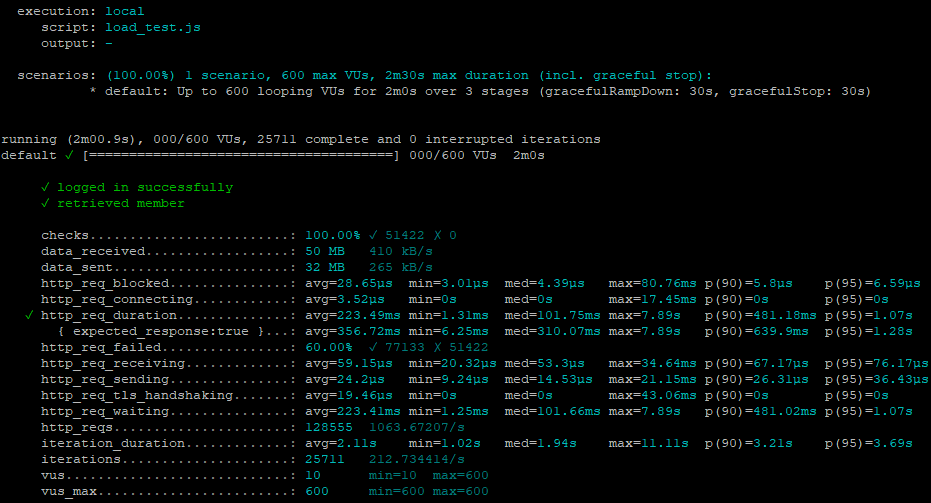 execution: local
script: load_test.js
output: -
scenarios: (100.00%) 1 scenario, 600 max VUs, 2m30s max duration (incl. graceful stop):
* default: Up to 600 looping VUs for 2m0s over 3 stages (gracefulRampDown: 30s, gracefulStop: 30s)
running (2m00.9s), 000/600 VUs, 25711 complete and 0 interrupted iterations
default ✓ [======================================] 000/600 VUs  2m0s
✓ logged in successfully
✓ retrieved member
checks.........................: 100.00% ✓ 51422 ✗ 0
data_received..................: 50 MB   410 kB/s
data_sent......................: 32 MB   265 kB/s
http_req_blocked...............: avg=28.65µs  min=3.01µs  med=4.39µs   max=80.76ms p(90)=5.8µs    p(95)=6.59µs
http_req_connecting............: avg=3.52µs   min=0s      med=0s       max=17.45ms p(90)=0s       p(95)=0s
✓ http_req_duration..............: avg=223.49ms min=1.31ms  med=101.75ms max=7.89s   p(90)=481.18ms p(95)=1.07s
{ expected_response:true }...: avg=356.72ms min=6.25ms  med=310.07ms max=7.89s   p(90)=639.9ms  p(95)=1.28s
http_req_failed................: 60.00%  ✓ 77133 ✗ 51422
http_req_receiving.............: avg=59.15µs  min=20.32µs med=53.3µs   max=34.64ms p(90)=67.17µs  p(95)=76.17µs
http_req_sending...............: avg=24.2µs   min=9.24µs  med=14.53µs  max=21.15ms p(90)=26.31µs  p(95)=36.43µs
http_req_tls_handshaking.......: avg=19.46µs  min=0s      med=0s       max=43.06ms p(90)=0s       p(95)=0s
http_req_waiting...............: avg=223.41ms min=1.25ms  med=101.66ms max=7.89s   p(90)=481.02ms p(95)=1.07s
http_reqs......................: 128555  1063.67207/s
iteration_duration.............: avg=2.11s    min=1.02s   med=1.94s    max=11.11s  p(90)=3.21s    p(95)=3.69s
iterations.....................: 25711   212.734414/s
vus............................: 10      min=10  max=600
vus_max........................: 600     min=600 max=600